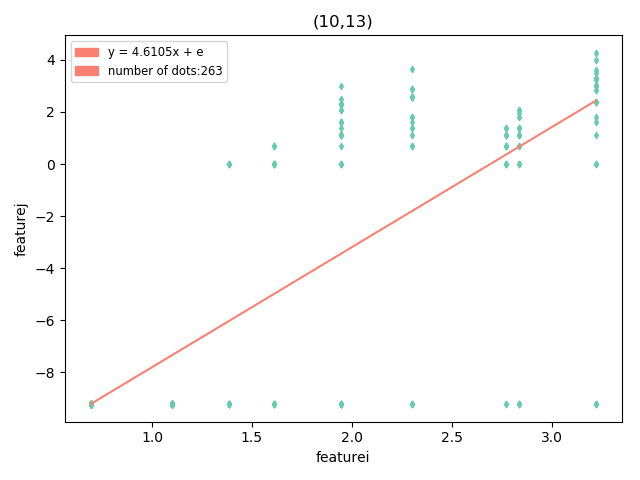 (10,13)
y = 4.6105x + e
number of dots:263
4
2
0
−2
−4
−6
−8
featurej
1.0 1.5 2.0 2.5 3.0
featurei